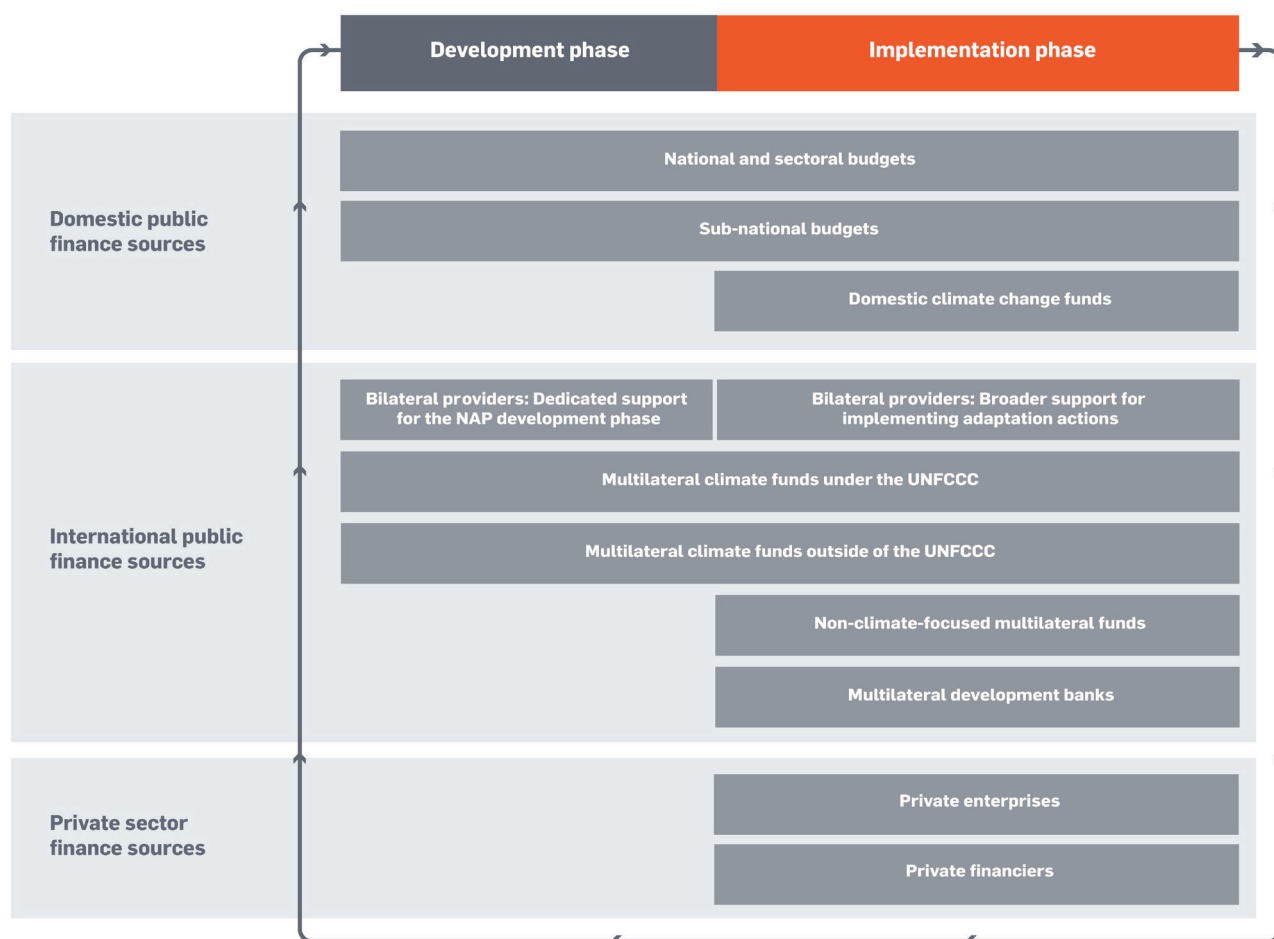 Development phase
Implementation phase
Domestic public
finance sources
National and sectoral budgets
Sub-national budgets
Domestic climate change funds
International public
finance sources
Bilateral providers: Dedicated support
for the NAP development phase
Bilateral providers: Broader support for
implementing adaptation actions
Multilateral climate funds under the UNFCCC
Multilateral climate funds outside of the UNFCCC
Non-climate-focused multilateral funds
Multilateral development banks
Private sector
finance sources
Private enterprises
Private financiers